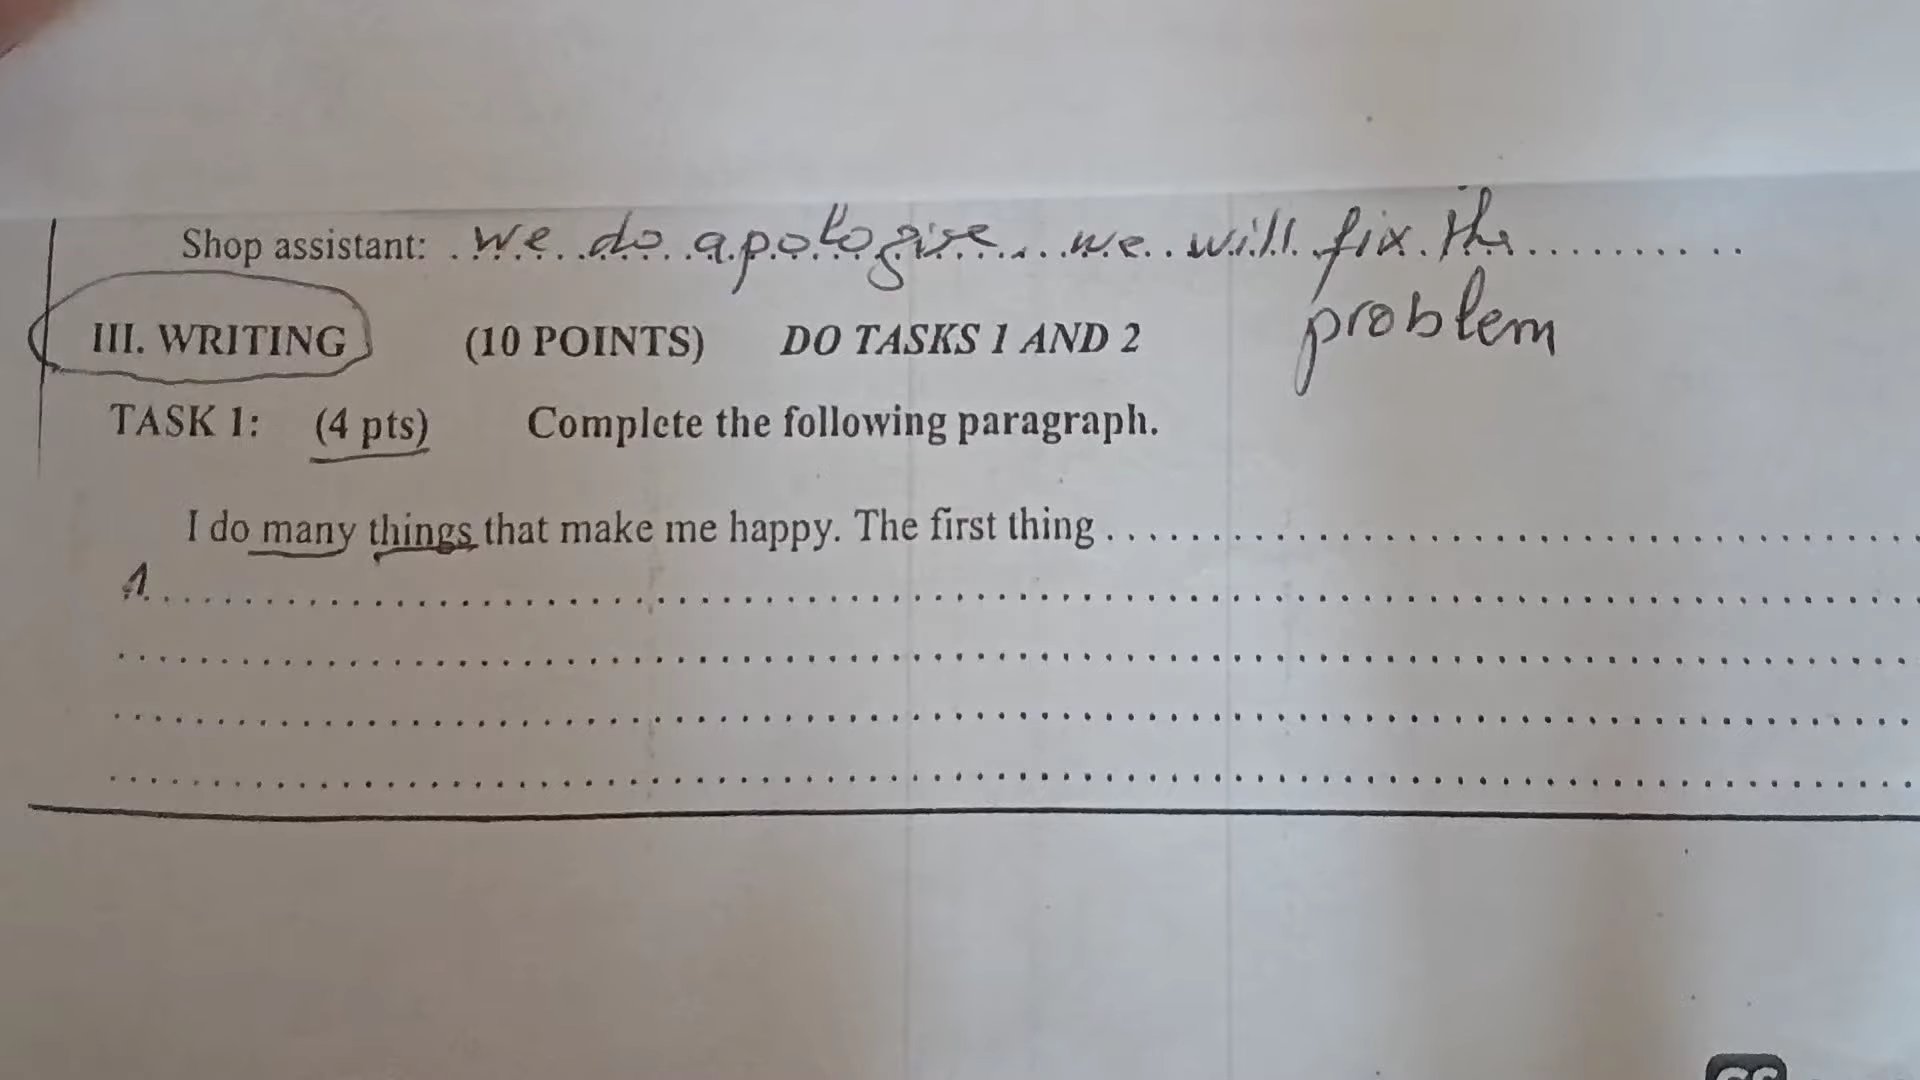 Shop assistant: we do apologise we will fix the
problem
III. WRITING (10 POINTS) DO TASKS 1 AND 2
TASK 1: (4 pts) Complete the following paragraph.
I do many things that make me happy. The first thing
1